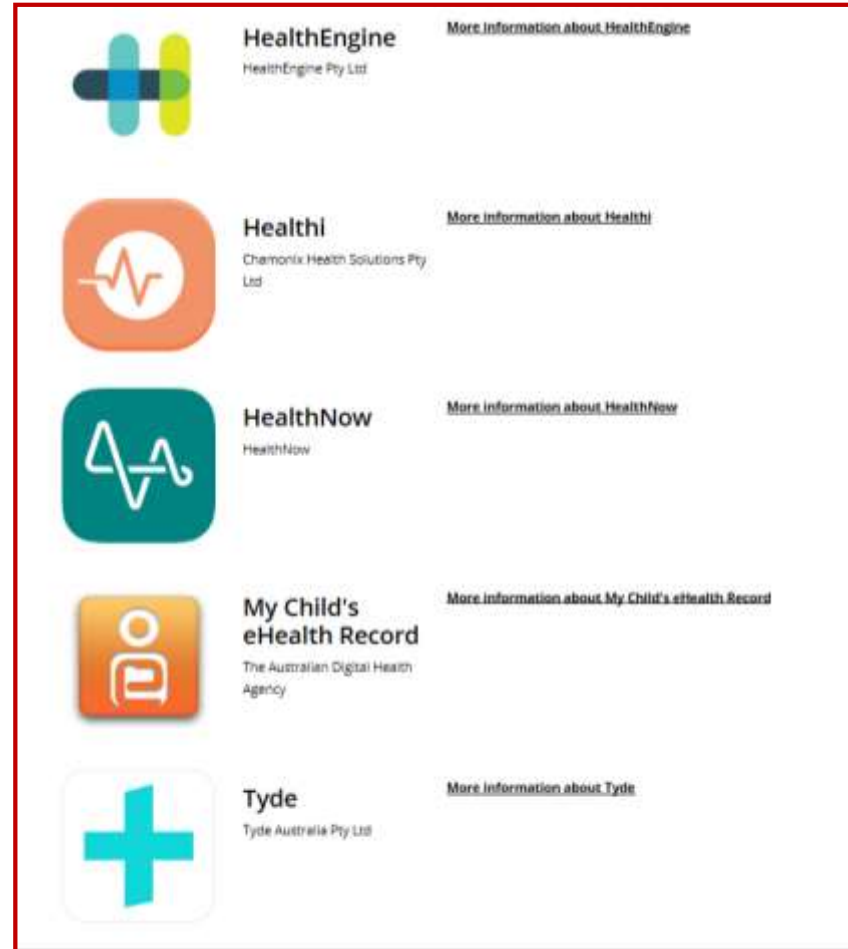 HealthEngine
HealthEngine Pty Ltd
More information about HealthEngine
Healthi
Chamonix Health Solutions Pty
Ltd
More information about Healthi
HealthNow
HealthNow
More information about HealthNow
My Child's
eHealth Record
The Australian Digital Health
Agency
More information about My Child's eHealth Record
Tyde
Tyde Australia Pty Ltd
More information about Tyde